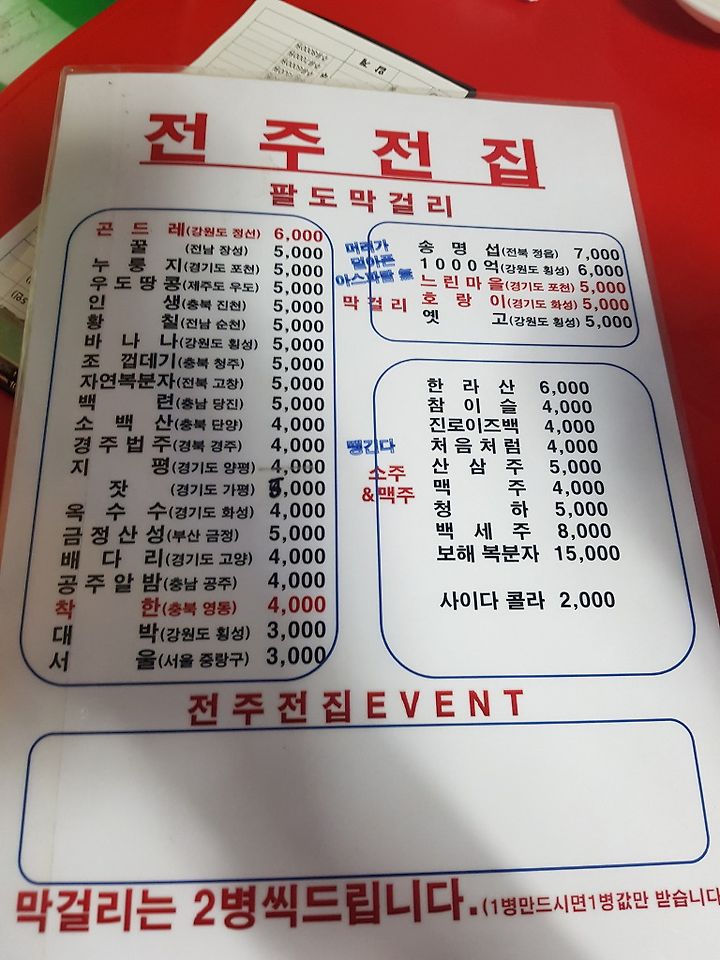 전주전집
팔도막걸리
곤드레(강원도 정선) 6,000
꿀 (전남 장성) 5,000
누룽지(경기도 포천) 5,000
우도땅콩(제주도 우도) 5,000
인생(충북 진천) 5,000
황칠(전남 순천) 5,000
바나나(강원도 횡성) 5,000
조 껍데기(충북 청주) 5,000
자연복분자(전북 고창) 5,000
백련(충남 당진) 5,000
소백산(충북 단양) 4,000
경주법주(경북 경주) 4,000
지평(경기도 양평) 4,000
잣 (경기도 가평) 5,000
옥수수(경기도 화성) 4,000
금정산성(부산 금정) 5,000
배다리(경기도 고양) 4,000
공주알밤(충남 공주) 4,000
착한(충북 영동) 4,000
대박(강원도 횡성) 3,000
서울(서울 중랑구) 3,000
머리가
덜아픈
아스파탐 無
막걸리
송명섭(전북 정읍) 7,000
1000억(강원도 횡성) 6,000
느린마을(경기도 포천) 5,000
호랑이(경기도 화성) 5,000
옛고(강원도 횡성) 5,000
땡긴다
소주
&맥주
한라산 6,000
참이슬 4,000
진로이즈백 4,000
처음처럼 4,000
산삼주 5,000
맥주 4,000
청하 5,000
백세주 8,000
보해 복분자 15,000
사이다 콜라 2,000
전주전집EVENT
막걸리는 2병씩드립니다.(1병만드시면1병값만 받습니다